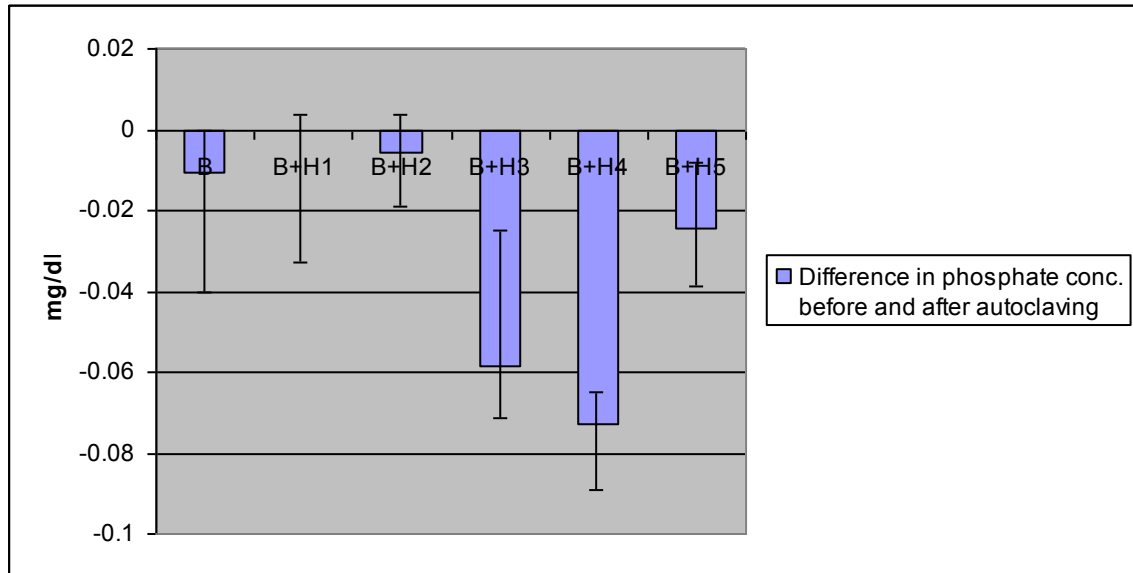 0.02
0
B B+H1 B+H2 B+H3 B+H4 B+H5
-0.02
-0.04
-0.06
-0.08
-0.1
mg/dl
Difference in phosphate conc.
before and after autoclaving